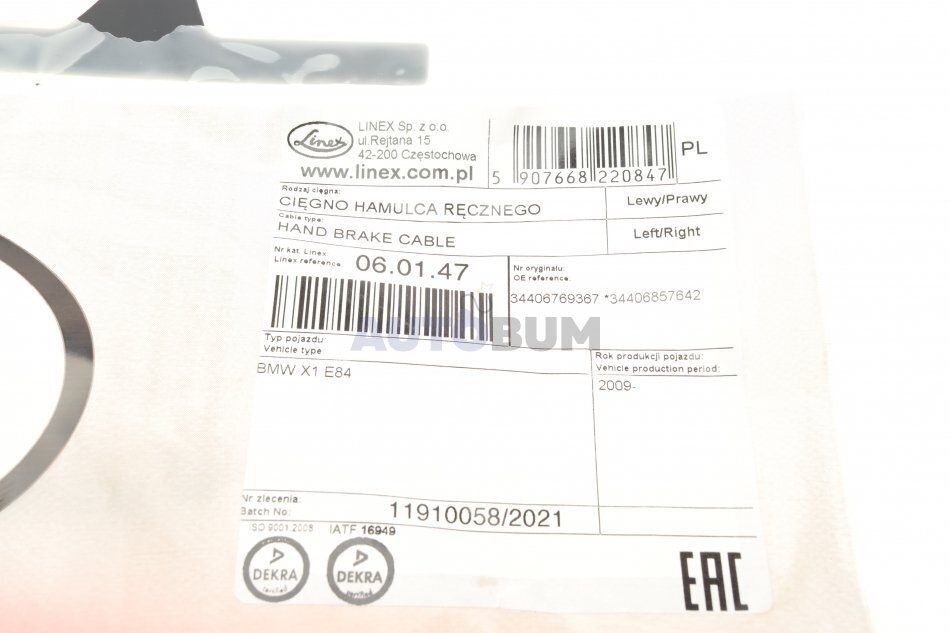 Linex
LINEX Sp. z o.o.
ul.Rejtana 15
42-200 Częstochowa
www.linex.com.pl
5 907668 220847
PL
Rodzaj cięgna:
CIĘGNO HAMULCA RĘCZNEGO
Lewy/Prawy
Cable type:
HAND BRAKE CABLE
Left/Right
Nr kat. Linex:
Linex reference:
06.01.47
Nr oryginału:
OE reference:
34406769367 *34406857642
AUTOBUM
Typ pojazdu:
Vehicle type
BMW X1 E84
Rok produkcji pojazdu:
Vehicle production period:
2009-
Nr zlecenia:
Batch No:
11910058/2021
ISO 9001:2008
IATF 16949
DEKRA
certified
DEKRA
certified
EAC